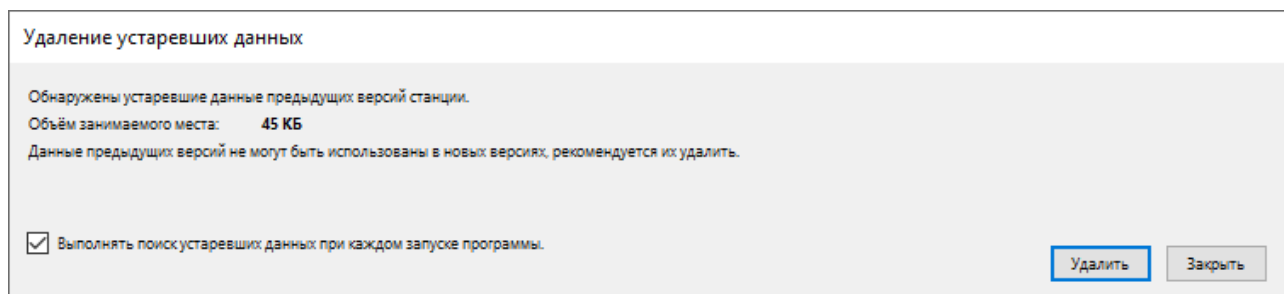 Удаление устаревших данных
Обнаружены устаревшие данные предыдущих версий станции.
Объём занимаемого места: 45 КБ
Данные предыдущих версий не могут быть использованы в новых версиях, рекомендуется их удалить.
Выполнять поиск устаревших данных при каждом запуске программы.
Удалить Закрыть